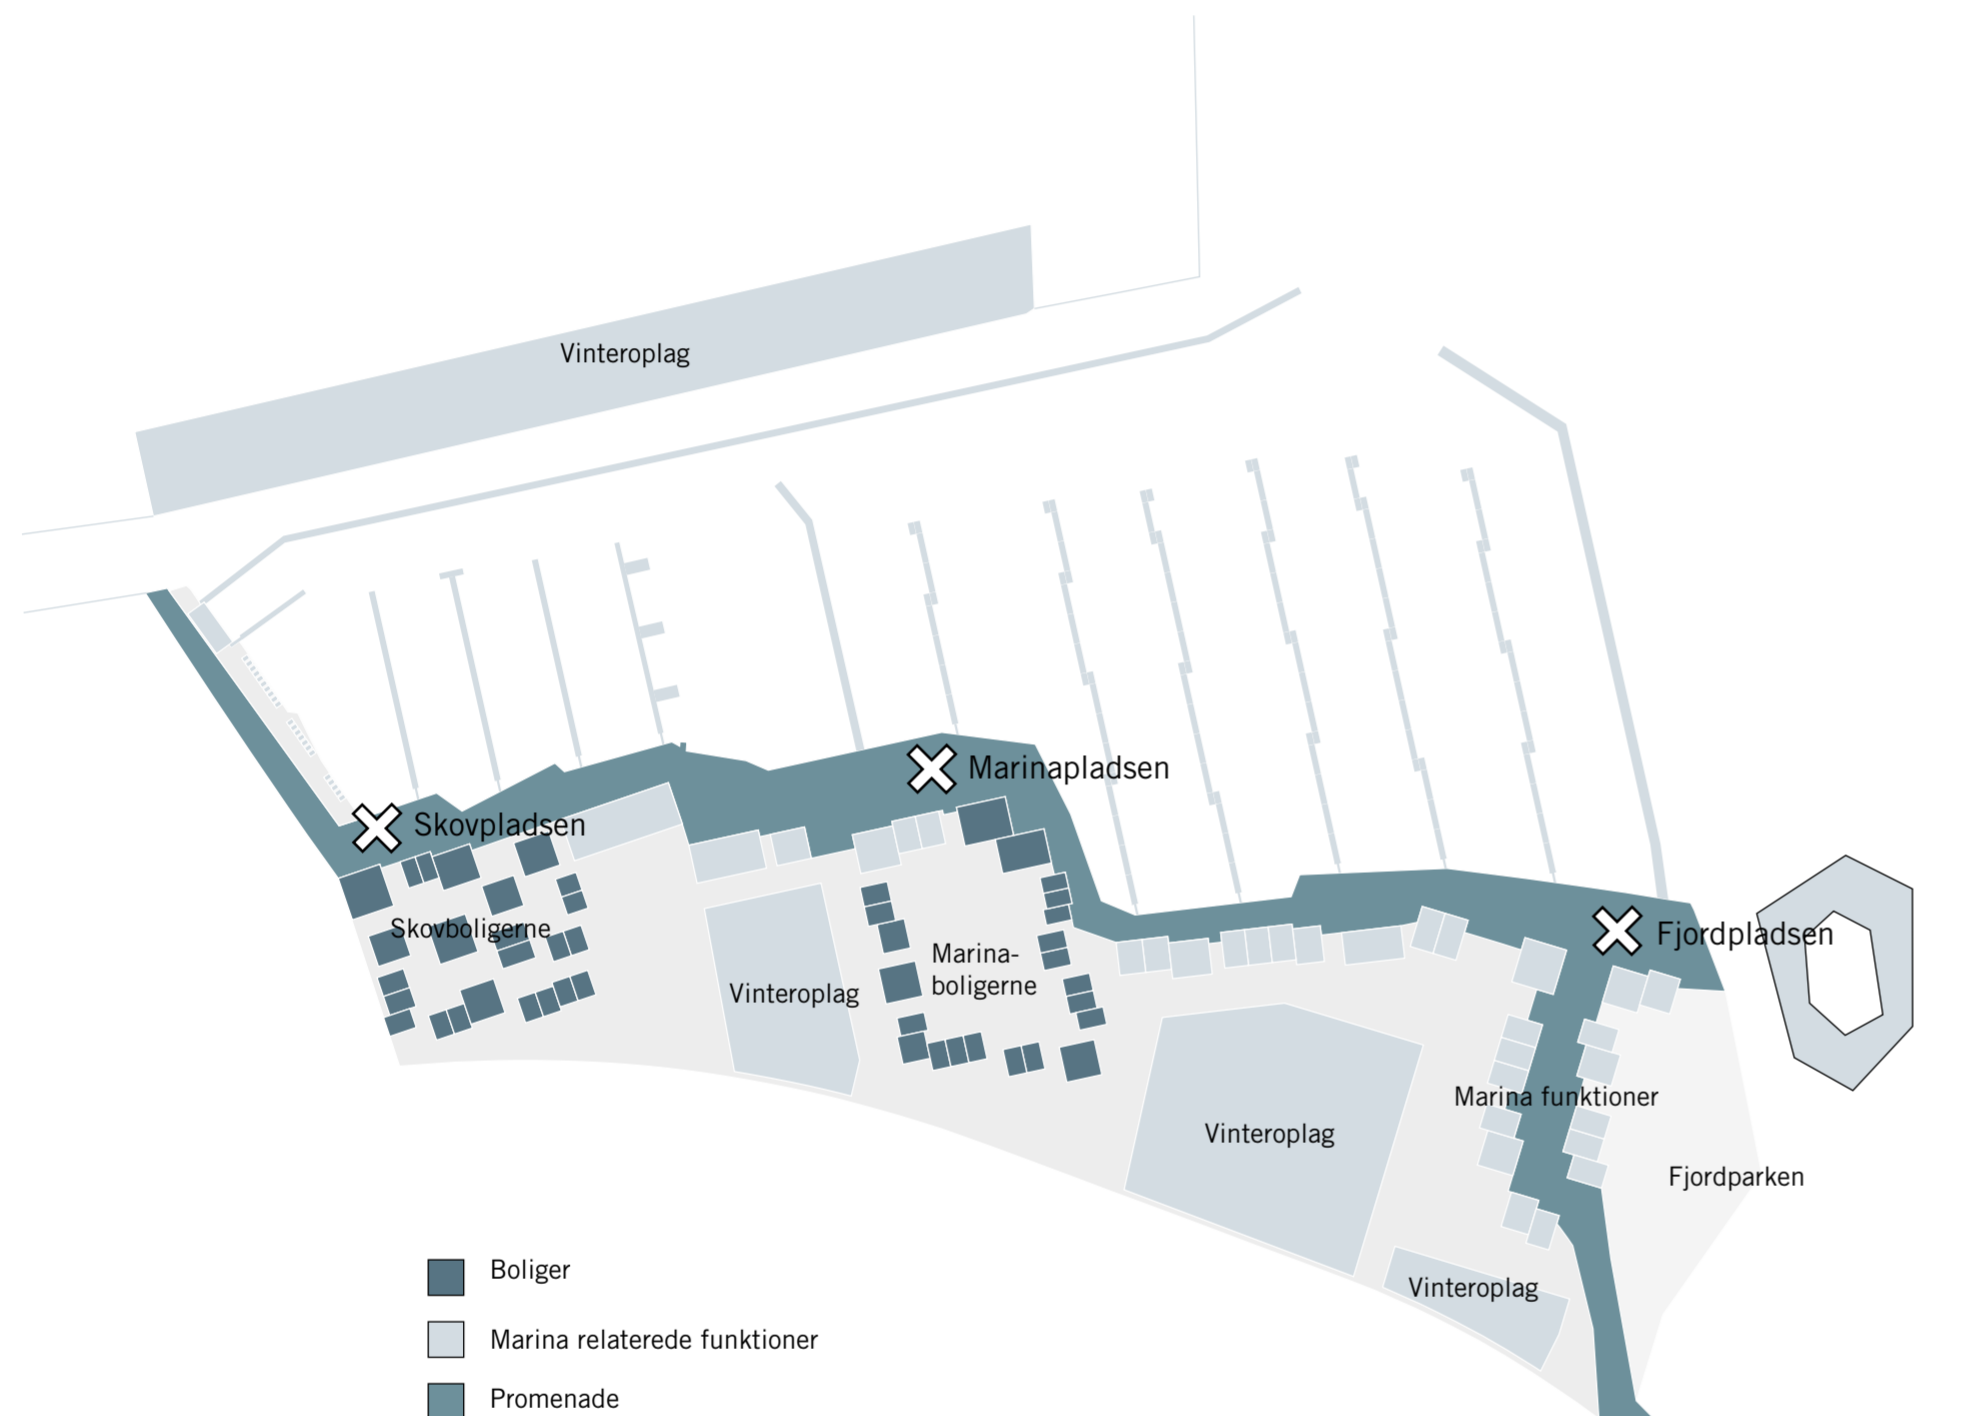 Vinteroplag
Marinapladsen
Skovpladsen
Skovboligerne
Fjordpladsen
Marina-
boligerne
Vinteroplag
Marina funktioner
Vinteroplag
Fjordparken
Vinteroplag
Boliger
Marina relaterede funktioner
Promenade